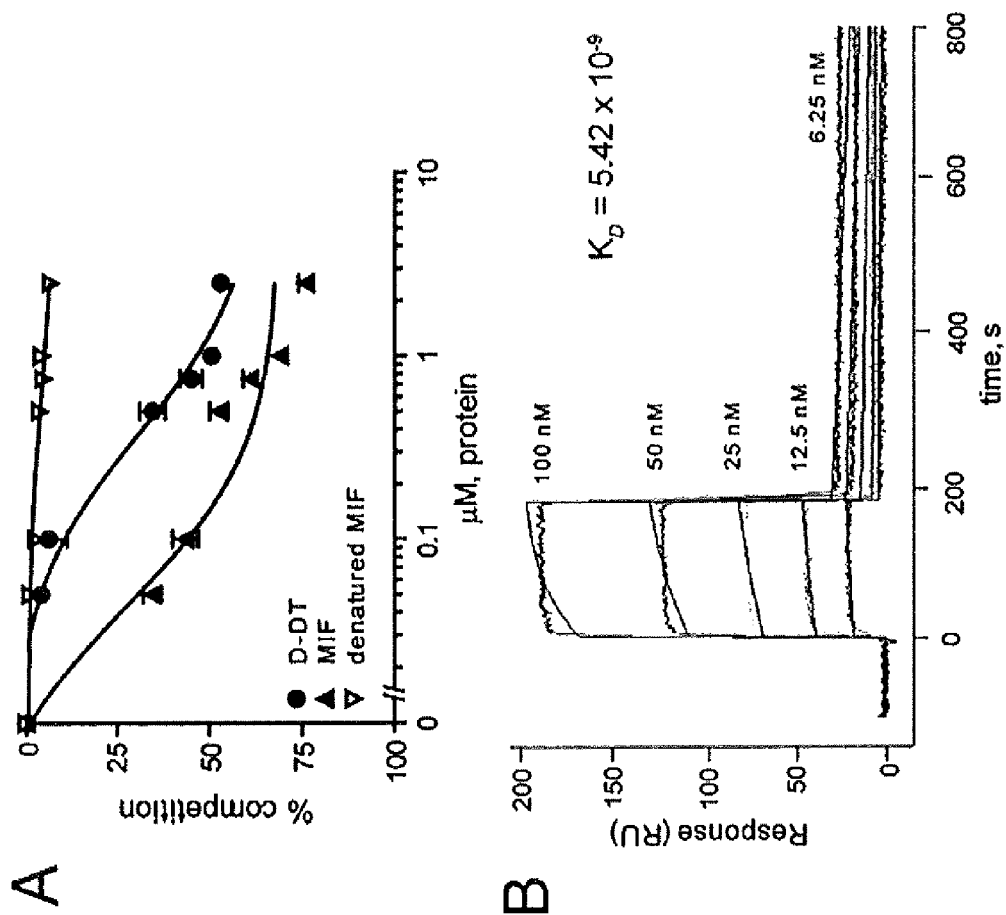 A
% competition
0
25
50
75
100
D-DT
MIF
denatured MIF
0
0.1
1
10
µM, protein
B
Response (RU)
200
150
100
50
0
100 nM
50 nM
25 nM
12.5 nM
6.25 nM
K_D = 5.42 x 10⁻⁹
0
200
400
600
800
time, s